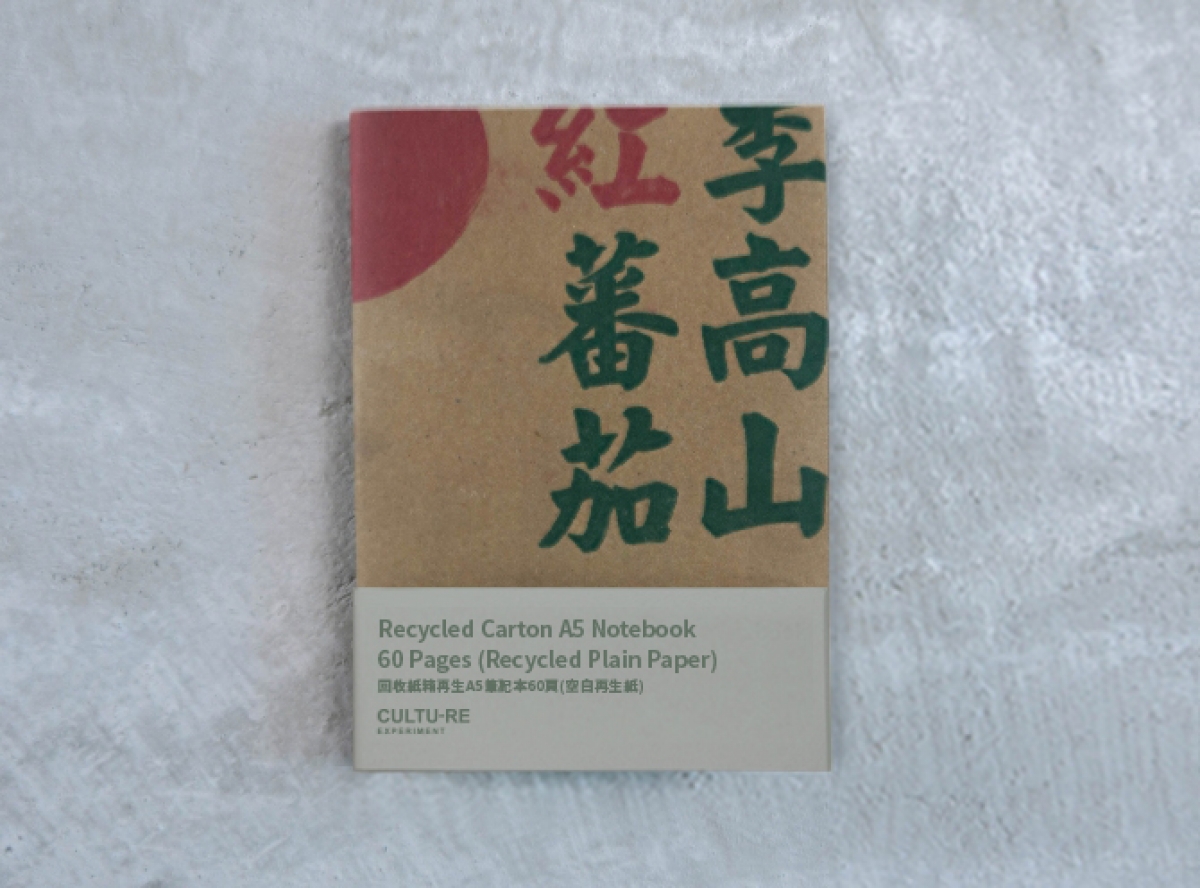 李高山
紅蕃茄
Recycled Carton A5 Notebook
60 Pages (Recycled Plain Paper)
回收紙箱再生A5筆記本60頁(空白再生紙)
CULTU-RE
EXPERIMENT